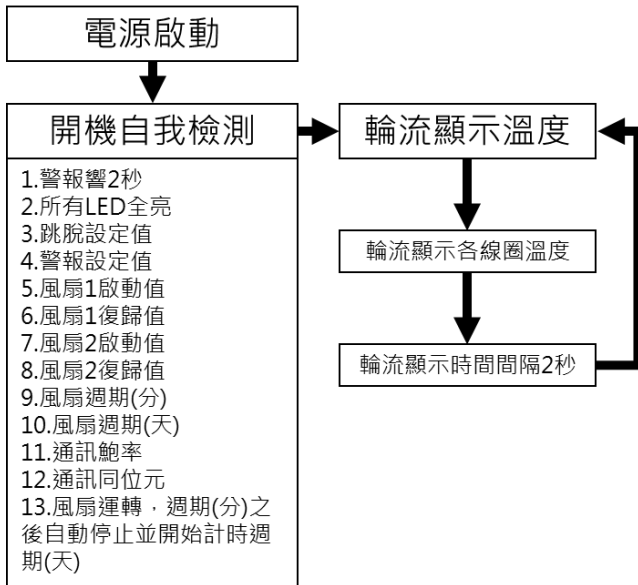 電源啟動
開機自我檢測
1.警報響2秒
2.所有LED全亮
3.跳脫設定值
4.警報設定值
5.風扇1啟動值
6.風扇1復歸值
7.風扇2啟動值
8.風扇2復歸值
9.風扇週期(分)
10.風扇週期(天)
11.通訊鮑率
12.通訊同位元
13.風扇運轉，週期(分)之
後自動停止並開始計時週
期(天)
輪流顯示溫度
輪流顯示各線圈溫度
輪流顯示時間間隔2秒